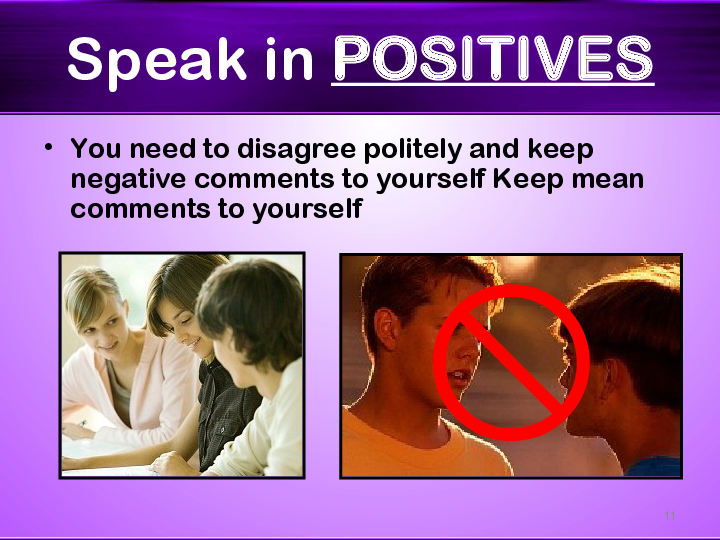 Speak in POSITIVES
• You need to disagree politely and keep
negative comments to yourself Keep mean
comments to yourself
11